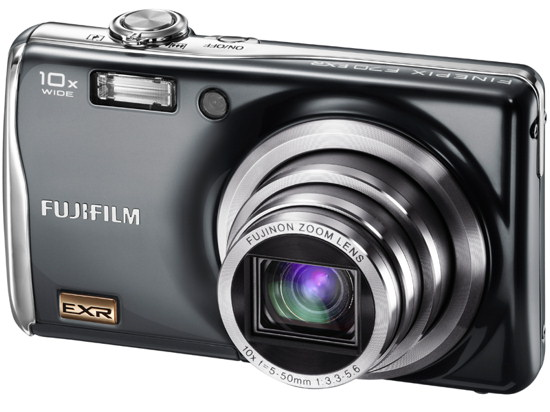 ON/OFF
FINEPIX F70EXR
10x
WIDE
FUJIFILM
FUJINON ZOOM LENS
EXR
10x f=5-50mm 1:3.3-5.6